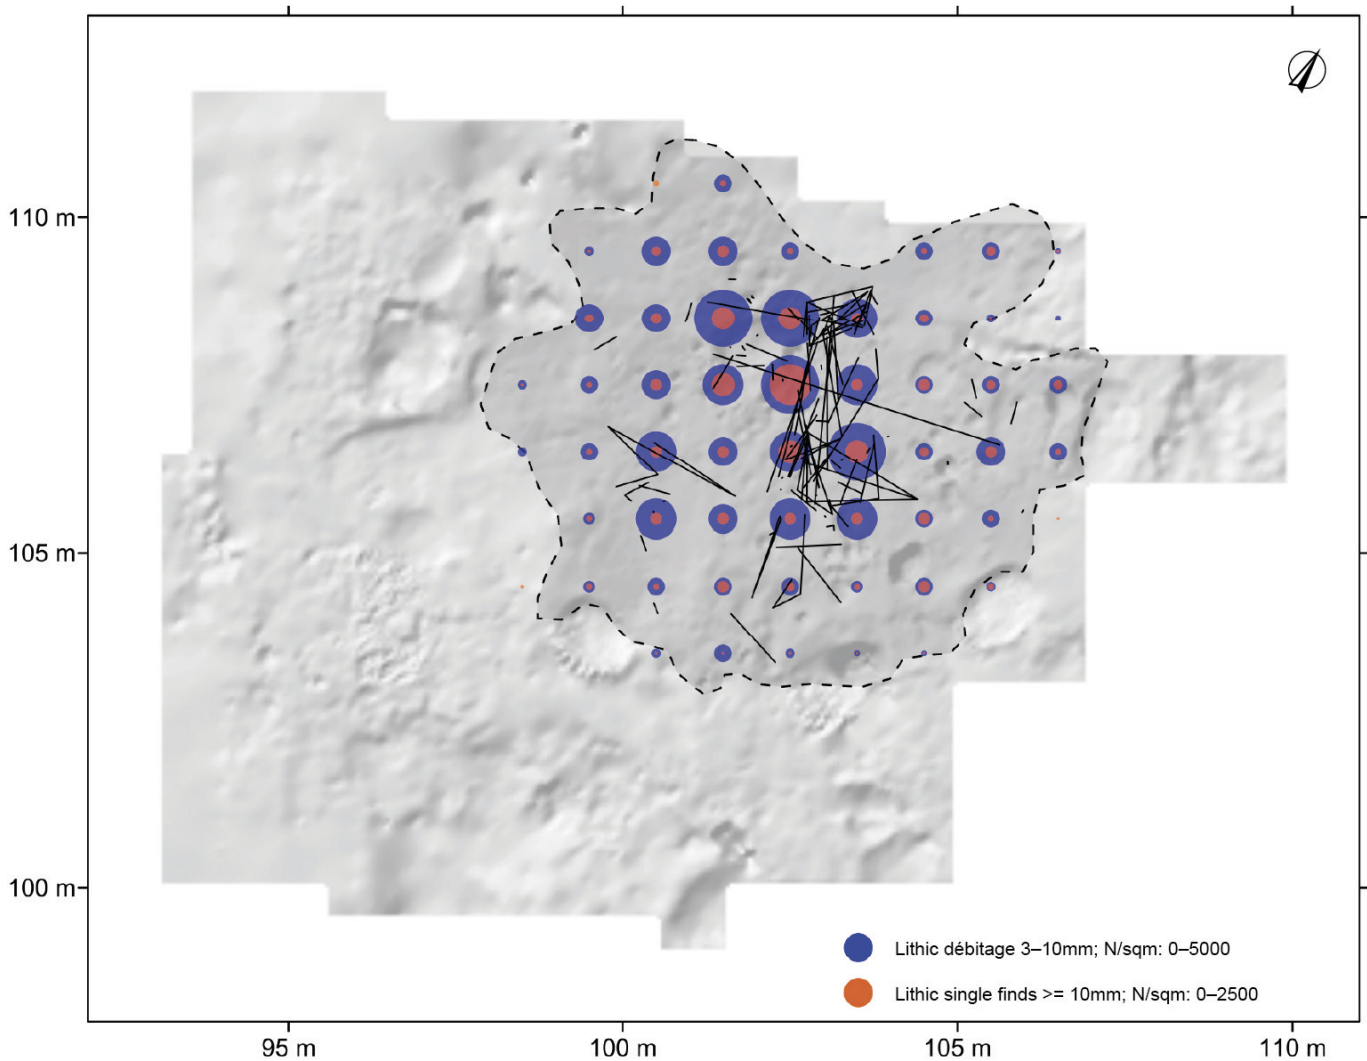 110 m
105 m
100 m
Lithic débitage 3–10mm; N/sqm: 0–5000
Lithic single finds >= 10mm; N/sqm: 0–2500
95 m
100 m
105 m
110 m